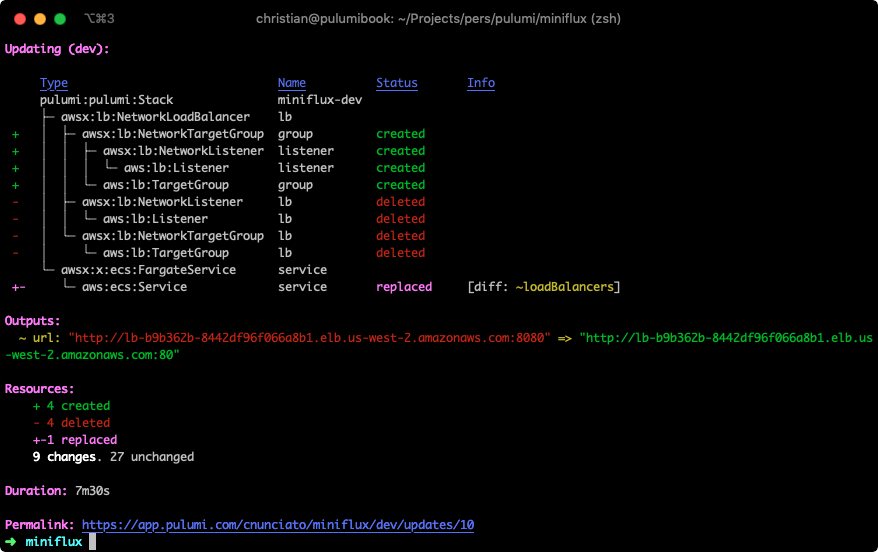 ⌥⌘3 christian@pulumibook: ~/Projects/pers/pulumi/miniflux (zsh)
Updating (dev):
Type Name Status Info
pulumi:pulumi:Stack miniflux-dev
├─ awsx:lb:NetworkLoadBalancer lb
+ │ ├─ awsx:lb:NetworkTargetGroup group created
+ │ │ ├─ awsx:lb:NetworkListener listener created
+ │ │ │ └─ aws:lb:Listener listener created
+ │ │ └─ aws:lb:TargetGroup group created
- │ ├─ awsx:lb:NetworkListener lb deleted
- │ │ └─ aws:lb:Listener lb deleted
- │ └─ awsx:lb:NetworkTargetGroup lb deleted
- │ └─ aws:lb:TargetGroup lb deleted
└─ awsx:x:ecs:FargateService service
+- └─ aws:ecs:Service service replaced [diff: ~loadBalancers]
Outputs:
~ url: "http://lb-b9b362b-8442df96f066a8b1.elb.us-west-2.amazonaws.com:8080" => "http://lb-b9b362b-8442df96f066a8b1.elb.us
-west-2.amazonaws.com:80"
Resources:
+ 4 created
- 4 deleted
+-1 replaced
9 changes. 27 unchanged
Duration: 7m30s
Permalink: https://app.pulumi.com/cnunciato/miniflux/dev/updates/10
➜ miniflux